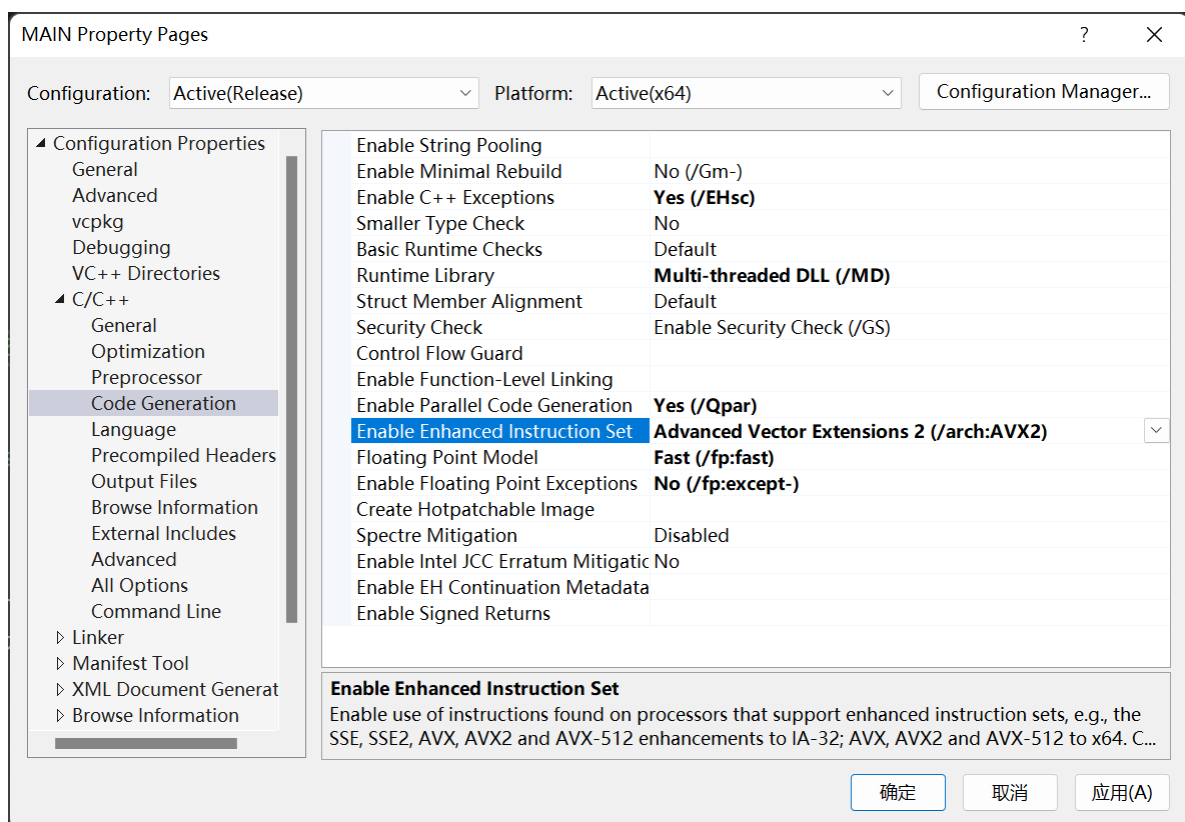 MAIN Property Pages
?
Configuration: Active(Release) Platform: Active(x64) Configuration Manager...
Configuration Properties
General
Advanced
vcpkg
Debugging
VC++ Directories
C/C++
General
Optimization
Preprocessor
Code Generation
Language
Precompiled Headers
Output Files
Browse Information
External Includes
Advanced
All Options
Command Line
Linker
Manifest Tool
XML Document Generat
Browse Information
Enable String Pooling
Enable Minimal Rebuild No (/Gm-)
Enable C++ Exceptions Yes (/EHsc)
Smaller Type Check No
Basic Runtime Checks Default
Runtime Library Multi-threaded DLL (/MD)
Struct Member Alignment Default
Security Check Enable Security Check (/GS)
Control Flow Guard
Enable Function-Level Linking
Enable Parallel Code Generation Yes (/Qpar)
Enable Enhanced Instruction Set Advanced Vector Extensions 2 (/arch:AVX2)
Floating Point Model Fast (/fp:fast)
Enable Floating Point Exceptions No (/fp:except-)
Create Hotpatchable Image
Spectre Mitigation Disabled
Enable Intel JCC Erratum Mitigatic No
Enable EH Continuation Metadata
Enable Signed Returns
Enable Enhanced Instruction Set
Enable use of instructions found on processors that support enhanced instruction sets, e.g., the
SSE, SSE2, AVX, AVX2 and AVX-512 enhancements to IA-32; AVX, AVX2 and AVX-512 to x64. C...
确定 取消 应用(A)